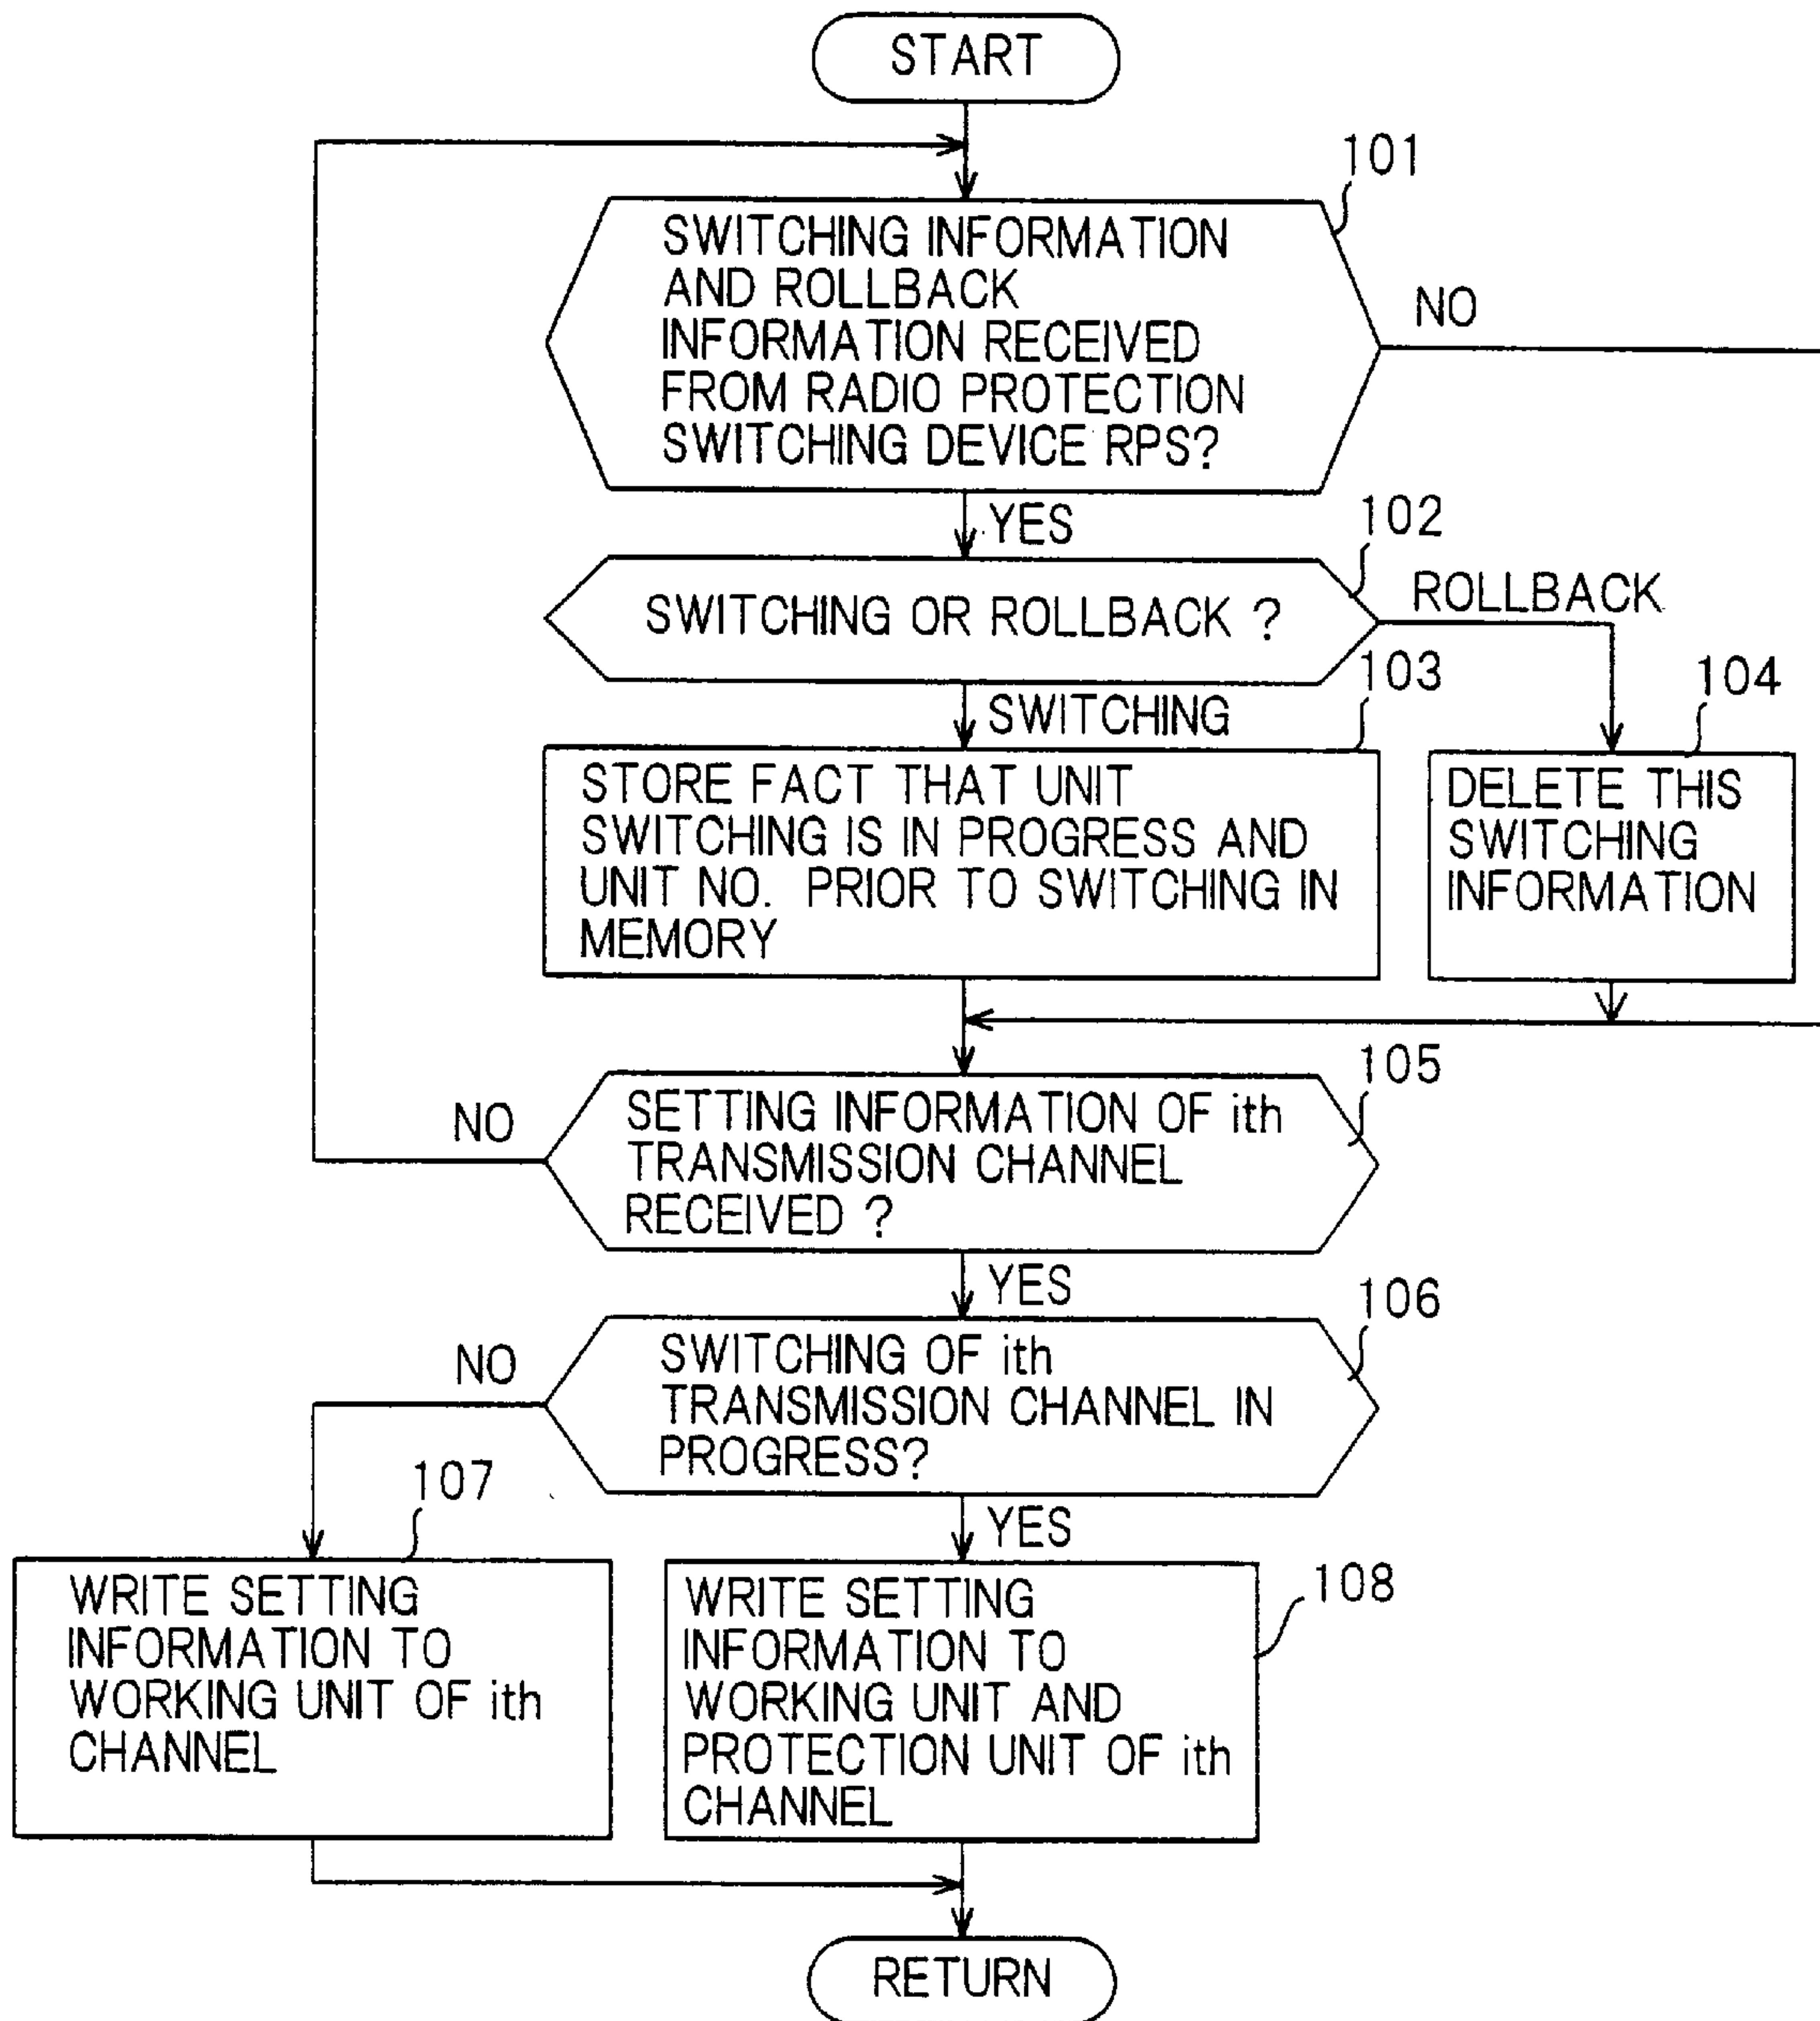 START
101
SWITCHING INFORMATION
AND ROLLBACK
INFORMATION RECEIVED
FROM RADIO PROTECTION
SWITCHING DEVICE RPS?
NO
YES
102
SWITCHING OR ROLLBACK ?
ROLLBACK
SWITCHING
103
104
STORE FACT THAT UNIT
SWITCHING IS IN PROGRESS AND
UNIT NO. PRIOR TO SWITCHING IN
MEMORY
DELETE THIS
SWITCHING
INFORMATION
105
NO
SETTING INFORMATION OF ith
TRANSMISSION CHANNEL
RECEIVED ?
YES
106
NO
SWITCHING OF ith
TRANSMISSION CHANNEL IN
PROGRESS?
107
YES
WRITE SETTING
INFORMATION TO
WORKING UNIT OF ith
CHANNEL
108
WRITE SETTING
INFORMATION TO
WORKING UNIT AND
PROTECTION UNIT OF ith
CHANNEL
RETURN